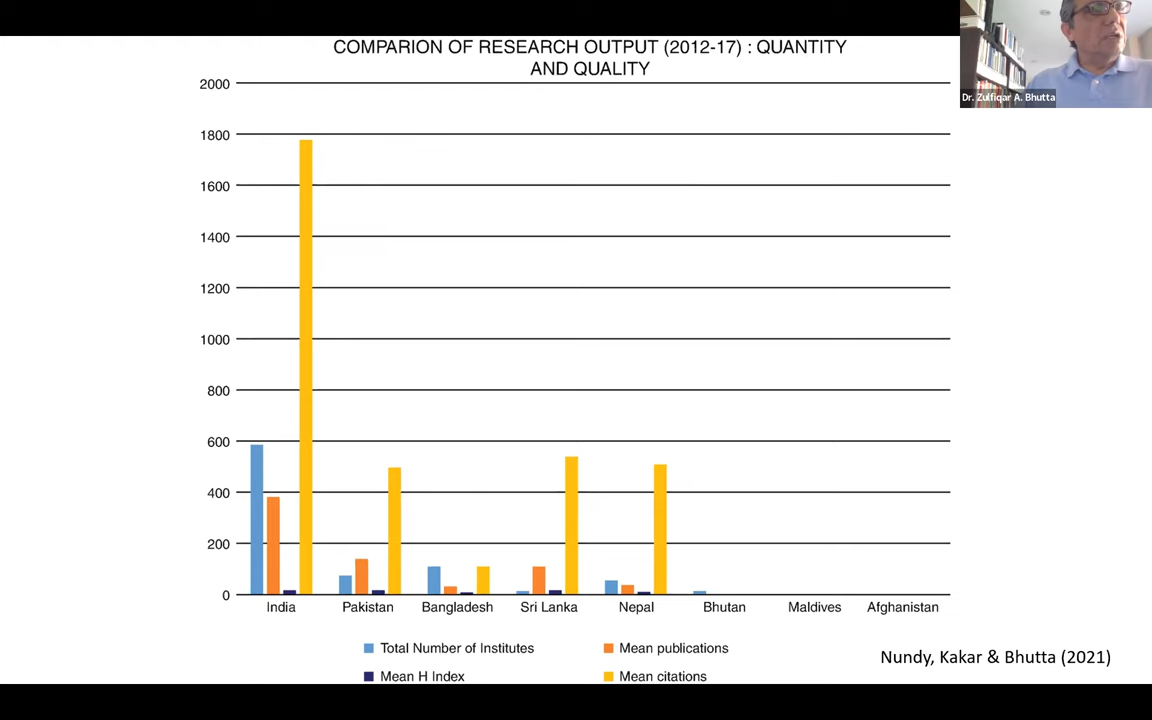 COMPARION OF RESEARCH OUTPUT (2012-17) : QUANTITY
AND QUALITY
Dr. Zulfiqar A. Bhutta
2000
1800
1600
1400
1200
1000
800
600
400
200
0
India Pakistan Bangladesh Sri Lanka Nepal Bhutan Maldives Afghanistan
Total Number of Institutes Mean publications
Mean H Index Mean citations
Nundy, Kakar & Bhutta (2021)